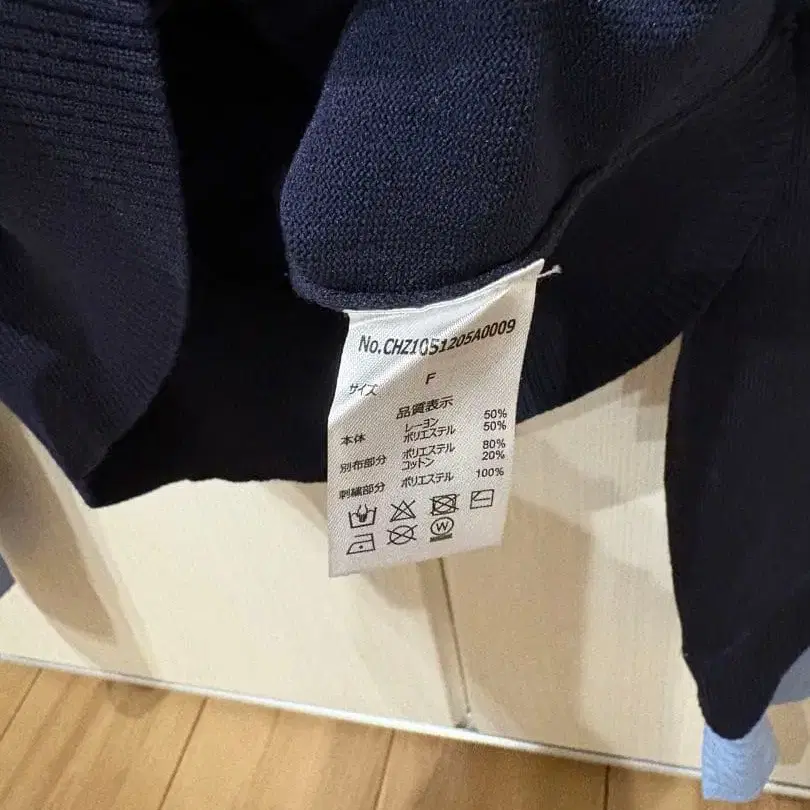 No.CHZ1051205A0009
サイズ F
品質表示
本体 レーヨン 50%
ポリエステル 50%
別布部分 ポリエステル 80%
コットン 20%
刺繍部分 ポリエステル 100%
W